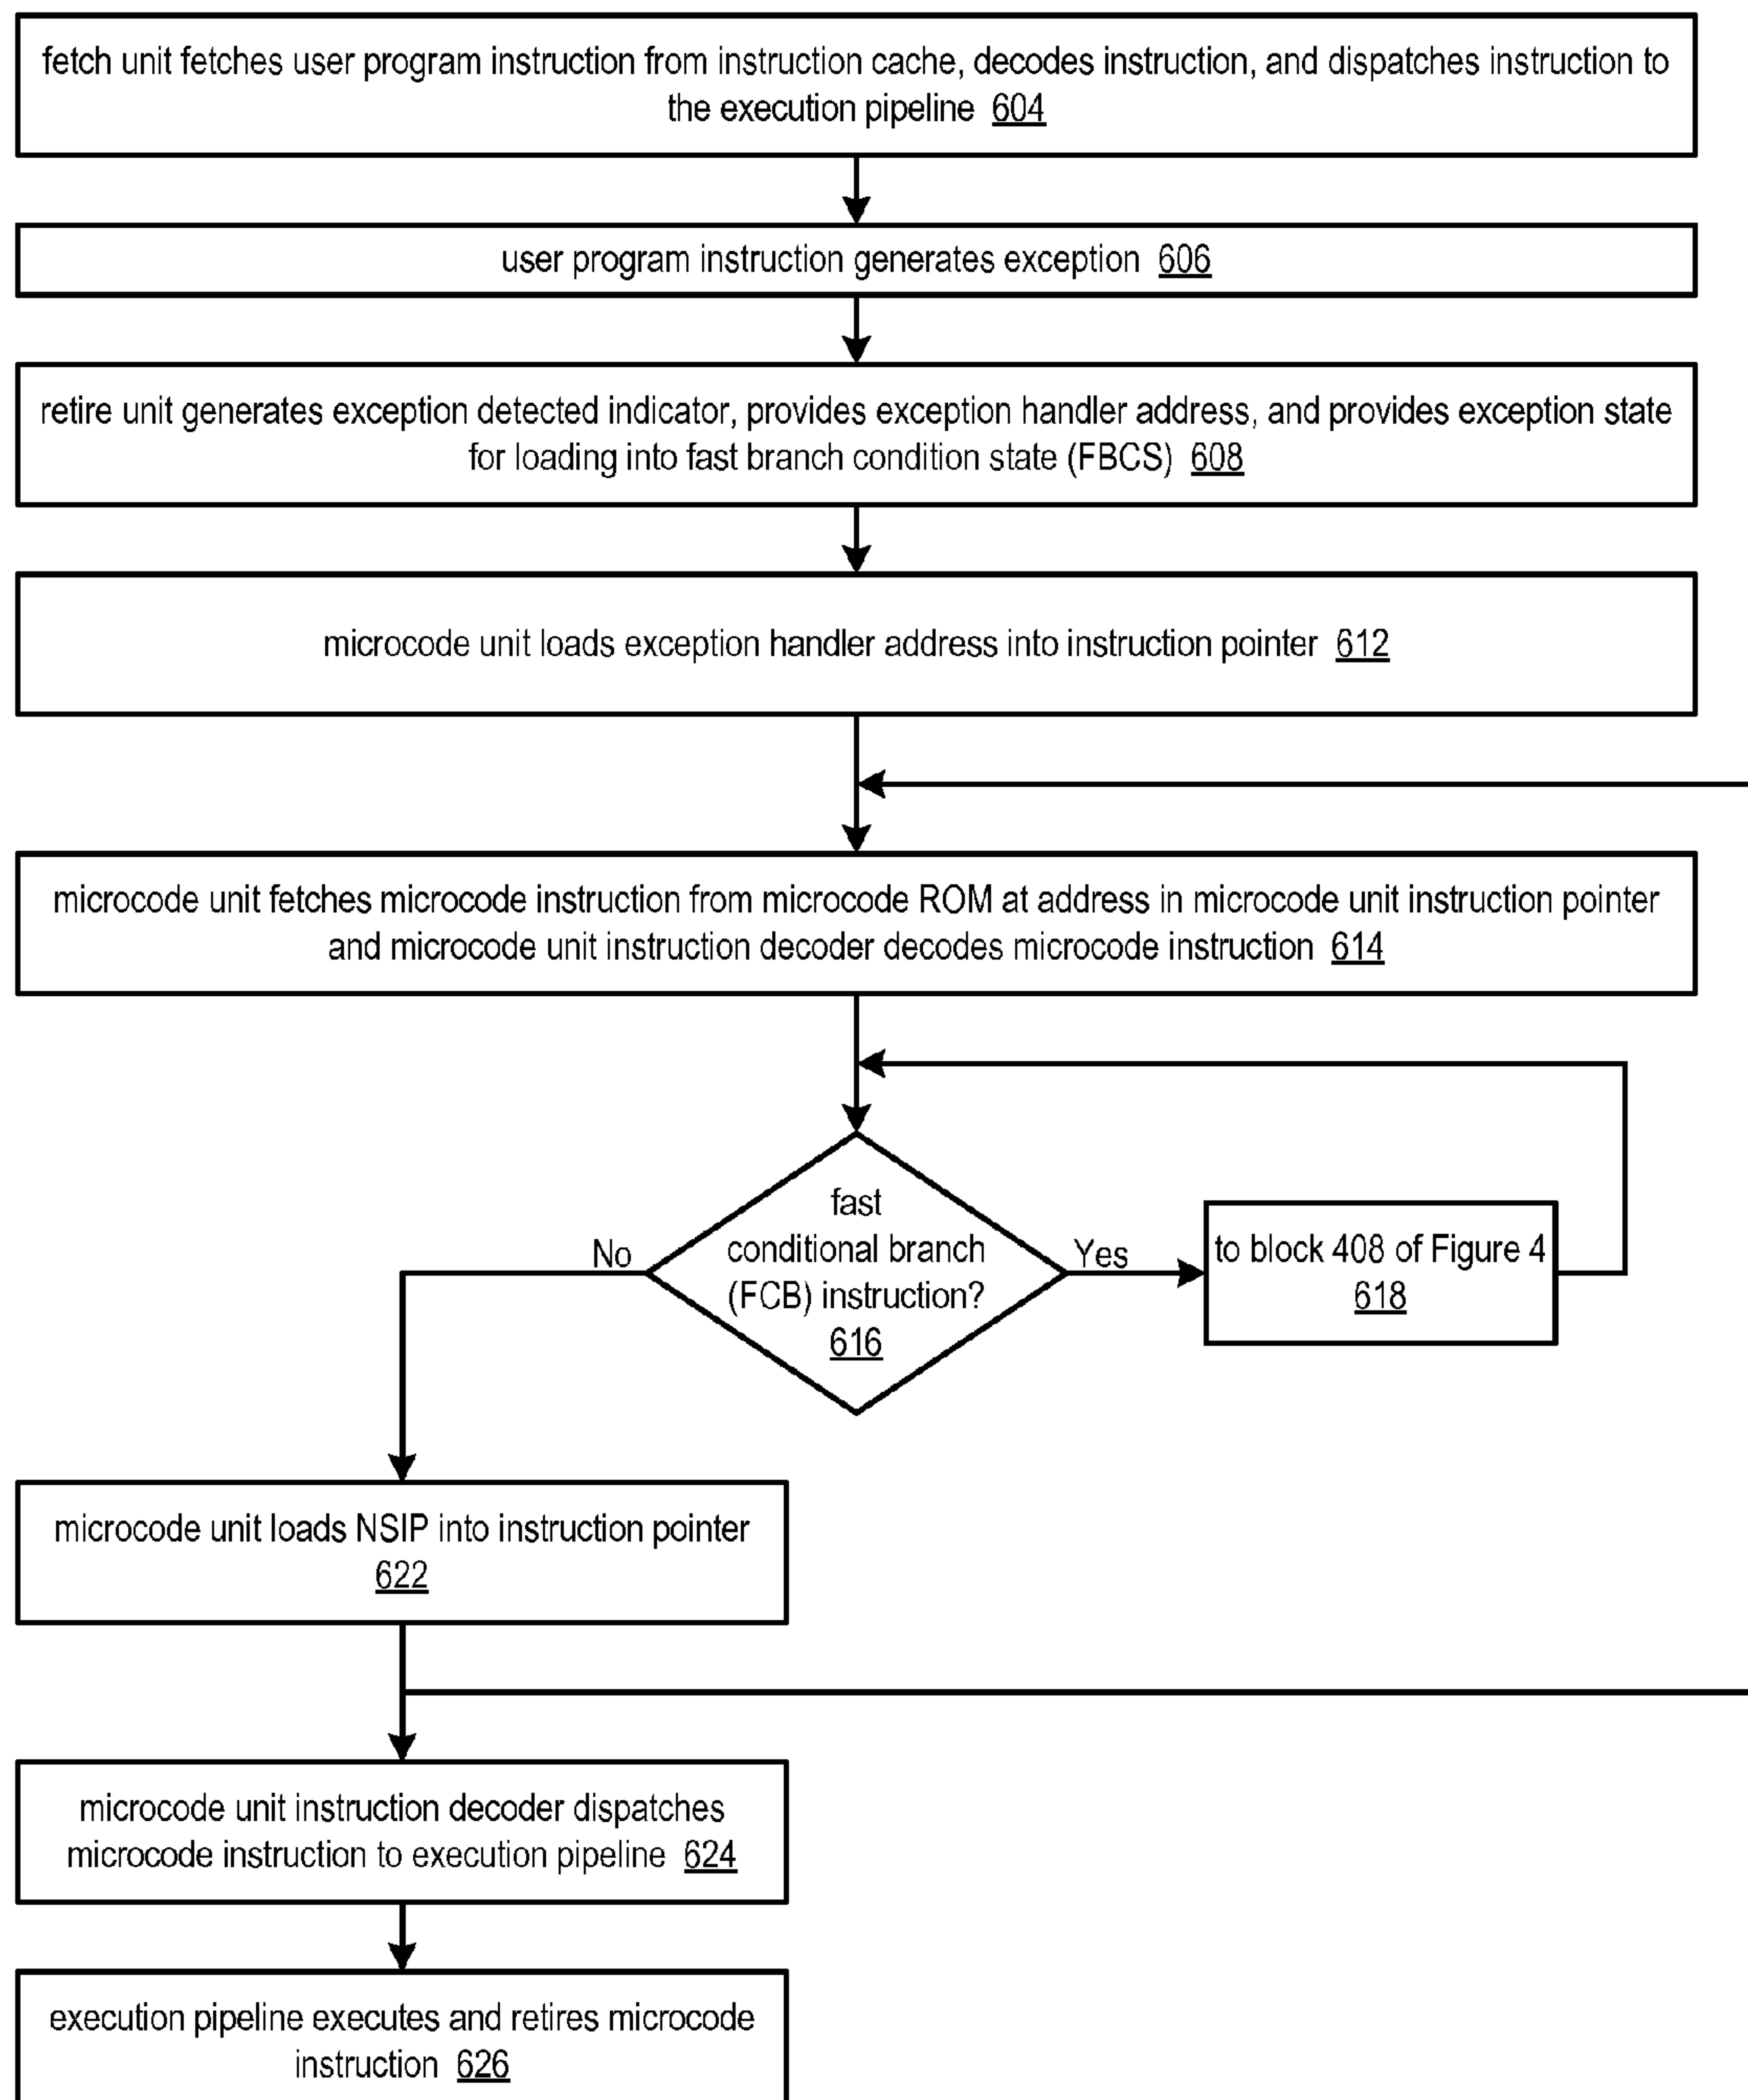 fetch unit fetches user program instruction from instruction cache, decodes instruction, and dispatches instruction to
the execution pipeline 604
user program instruction generates exception 606
retire unit generates exception detected indicator, provides exception handler address, and provides exception state
for loading into fast branch condition state (FBCS) 608
microcode unit loads exception handler address into instruction pointer 612
microcode unit fetches microcode instruction from microcode ROM at address in microcode unit instruction pointer
and microcode unit instruction decoder decodes microcode instruction 614
fast
conditional branch
(FCB) instruction?
616
No
Yes
to block 408 of Figure 4
618
microcode unit loads NSIP into instruction pointer
622
microcode unit instruction decoder dispatches
microcode instruction to execution pipeline 624
execution pipeline executes and retires microcode
instruction 626